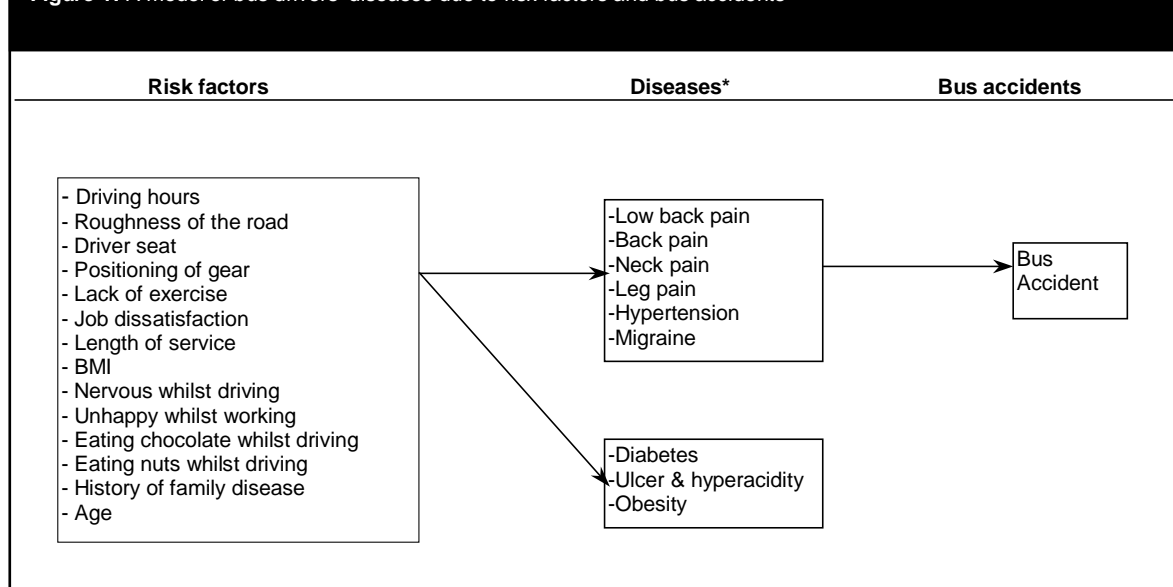 Risk factors
Diseases*
Bus accidents
- Driving hours
- Roughness of the road
- Driver seat
- Positioning of gear
- Lack of exercise
- Job dissatisfaction
- Length of service
- BMI
- Nervous whilst driving
- Unhappy whilst working
- Eating chocolate whilst driving
- Eating nuts whilst driving
- History of family disease
- Age
-Low back pain
-Back pain
-Neck pain
-Leg pain
-Hypertension
-Migraine
-Diabetes
-Ulcer & hyperacidity
-Obesity
Bus
Accident